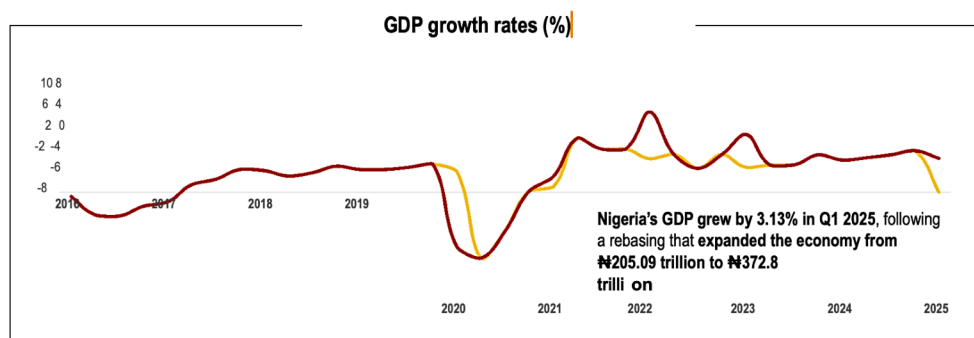 GDP growth rates (%)
10 8
6 4
2 0
-2 -4
-6
-8
2016 2017 2018 2019
Nigeria's GDP grew by 3.13% in Q1 2025, following
a rebasing that expanded the economy from
₦205.09 trillion to ₦372.8
trilli on
2020 2021 2022 2023 2024 2025